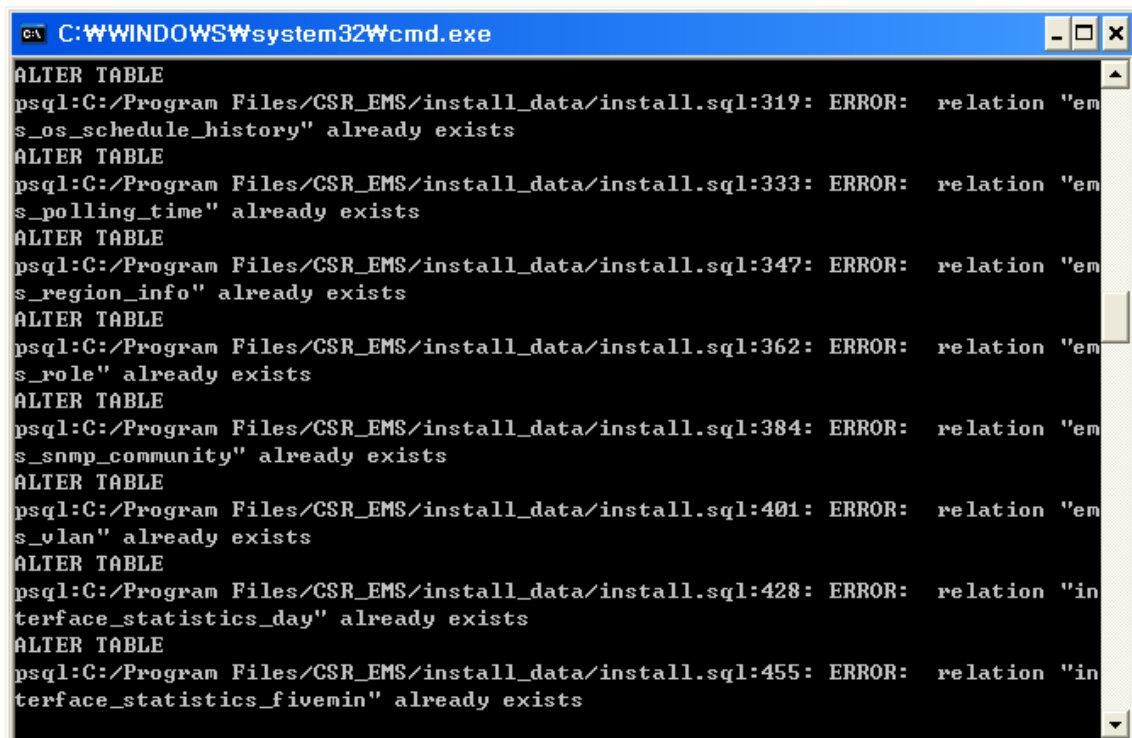 C:₩WINDOWS₩system32₩cmd.exe
ALTER TABLE
psql:C:/Program Files/CSR_EMS/install_data/install.sql:319: ERROR:  relation "em
s_os_schedule_history" already exists
ALTER TABLE
psql:C:/Program Files/CSR_EMS/install_data/install.sql:333: ERROR:  relation "em
s_polling_time" already exists
ALTER TABLE
psql:C:/Program Files/CSR_EMS/install_data/install.sql:347: ERROR:  relation "em
s_region_info" already exists
ALTER TABLE
psql:C:/Program Files/CSR_EMS/install_data/install.sql:362: ERROR:  relation "em
s_role" already exists
ALTER TABLE
psql:C:/Program Files/CSR_EMS/install_data/install.sql:384: ERROR:  relation "em
s_snmp_community" already exists
ALTER TABLE
psql:C:/Program Files/CSR_EMS/install_data/install.sql:401: ERROR:  relation "em
s_vlan" already exists
ALTER TABLE
psql:C:/Program Files/CSR_EMS/install_data/install.sql:428: ERROR:  relation "in
terface_statistics_day" already exists
ALTER TABLE
psql:C:/Program Files/CSR_EMS/install_data/install.sql:455: ERROR:  relation "in
terface_statistics_fivemin" already exists